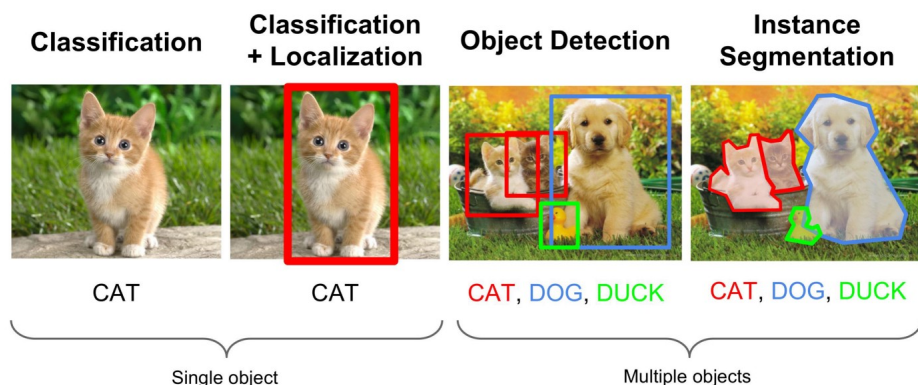 Classification
Classification
+ Localization
Object Detection
Instance
Segmentation
CAT
CAT
CAT, DOG, DUCK
CAT, DOG, DUCK
Single object
Multiple objects